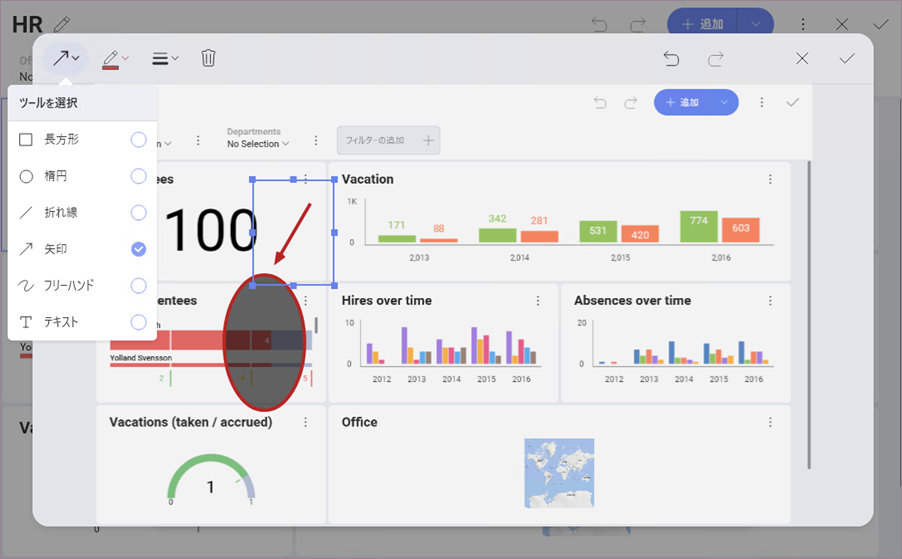 HR
追加
No
ツールを選択
長方形
楕円
折れ線
矢印
フリーハンド
テキスト
追加
Departments
No Selection
フィルターの追加
100
Vacation
1K
0
171
88
342
281
531
420
774
603
2,013
2,014
2,015
2,016
entees
4
Yolland Svensson
2
4
5
Hires over time
10
0
2012
2013
2014
2015
2016
Absences over time
20
0
2012
2013
2014
2015
2016
Vacations (taken / accrued)
1
0
1
Office
Yo
Va
0